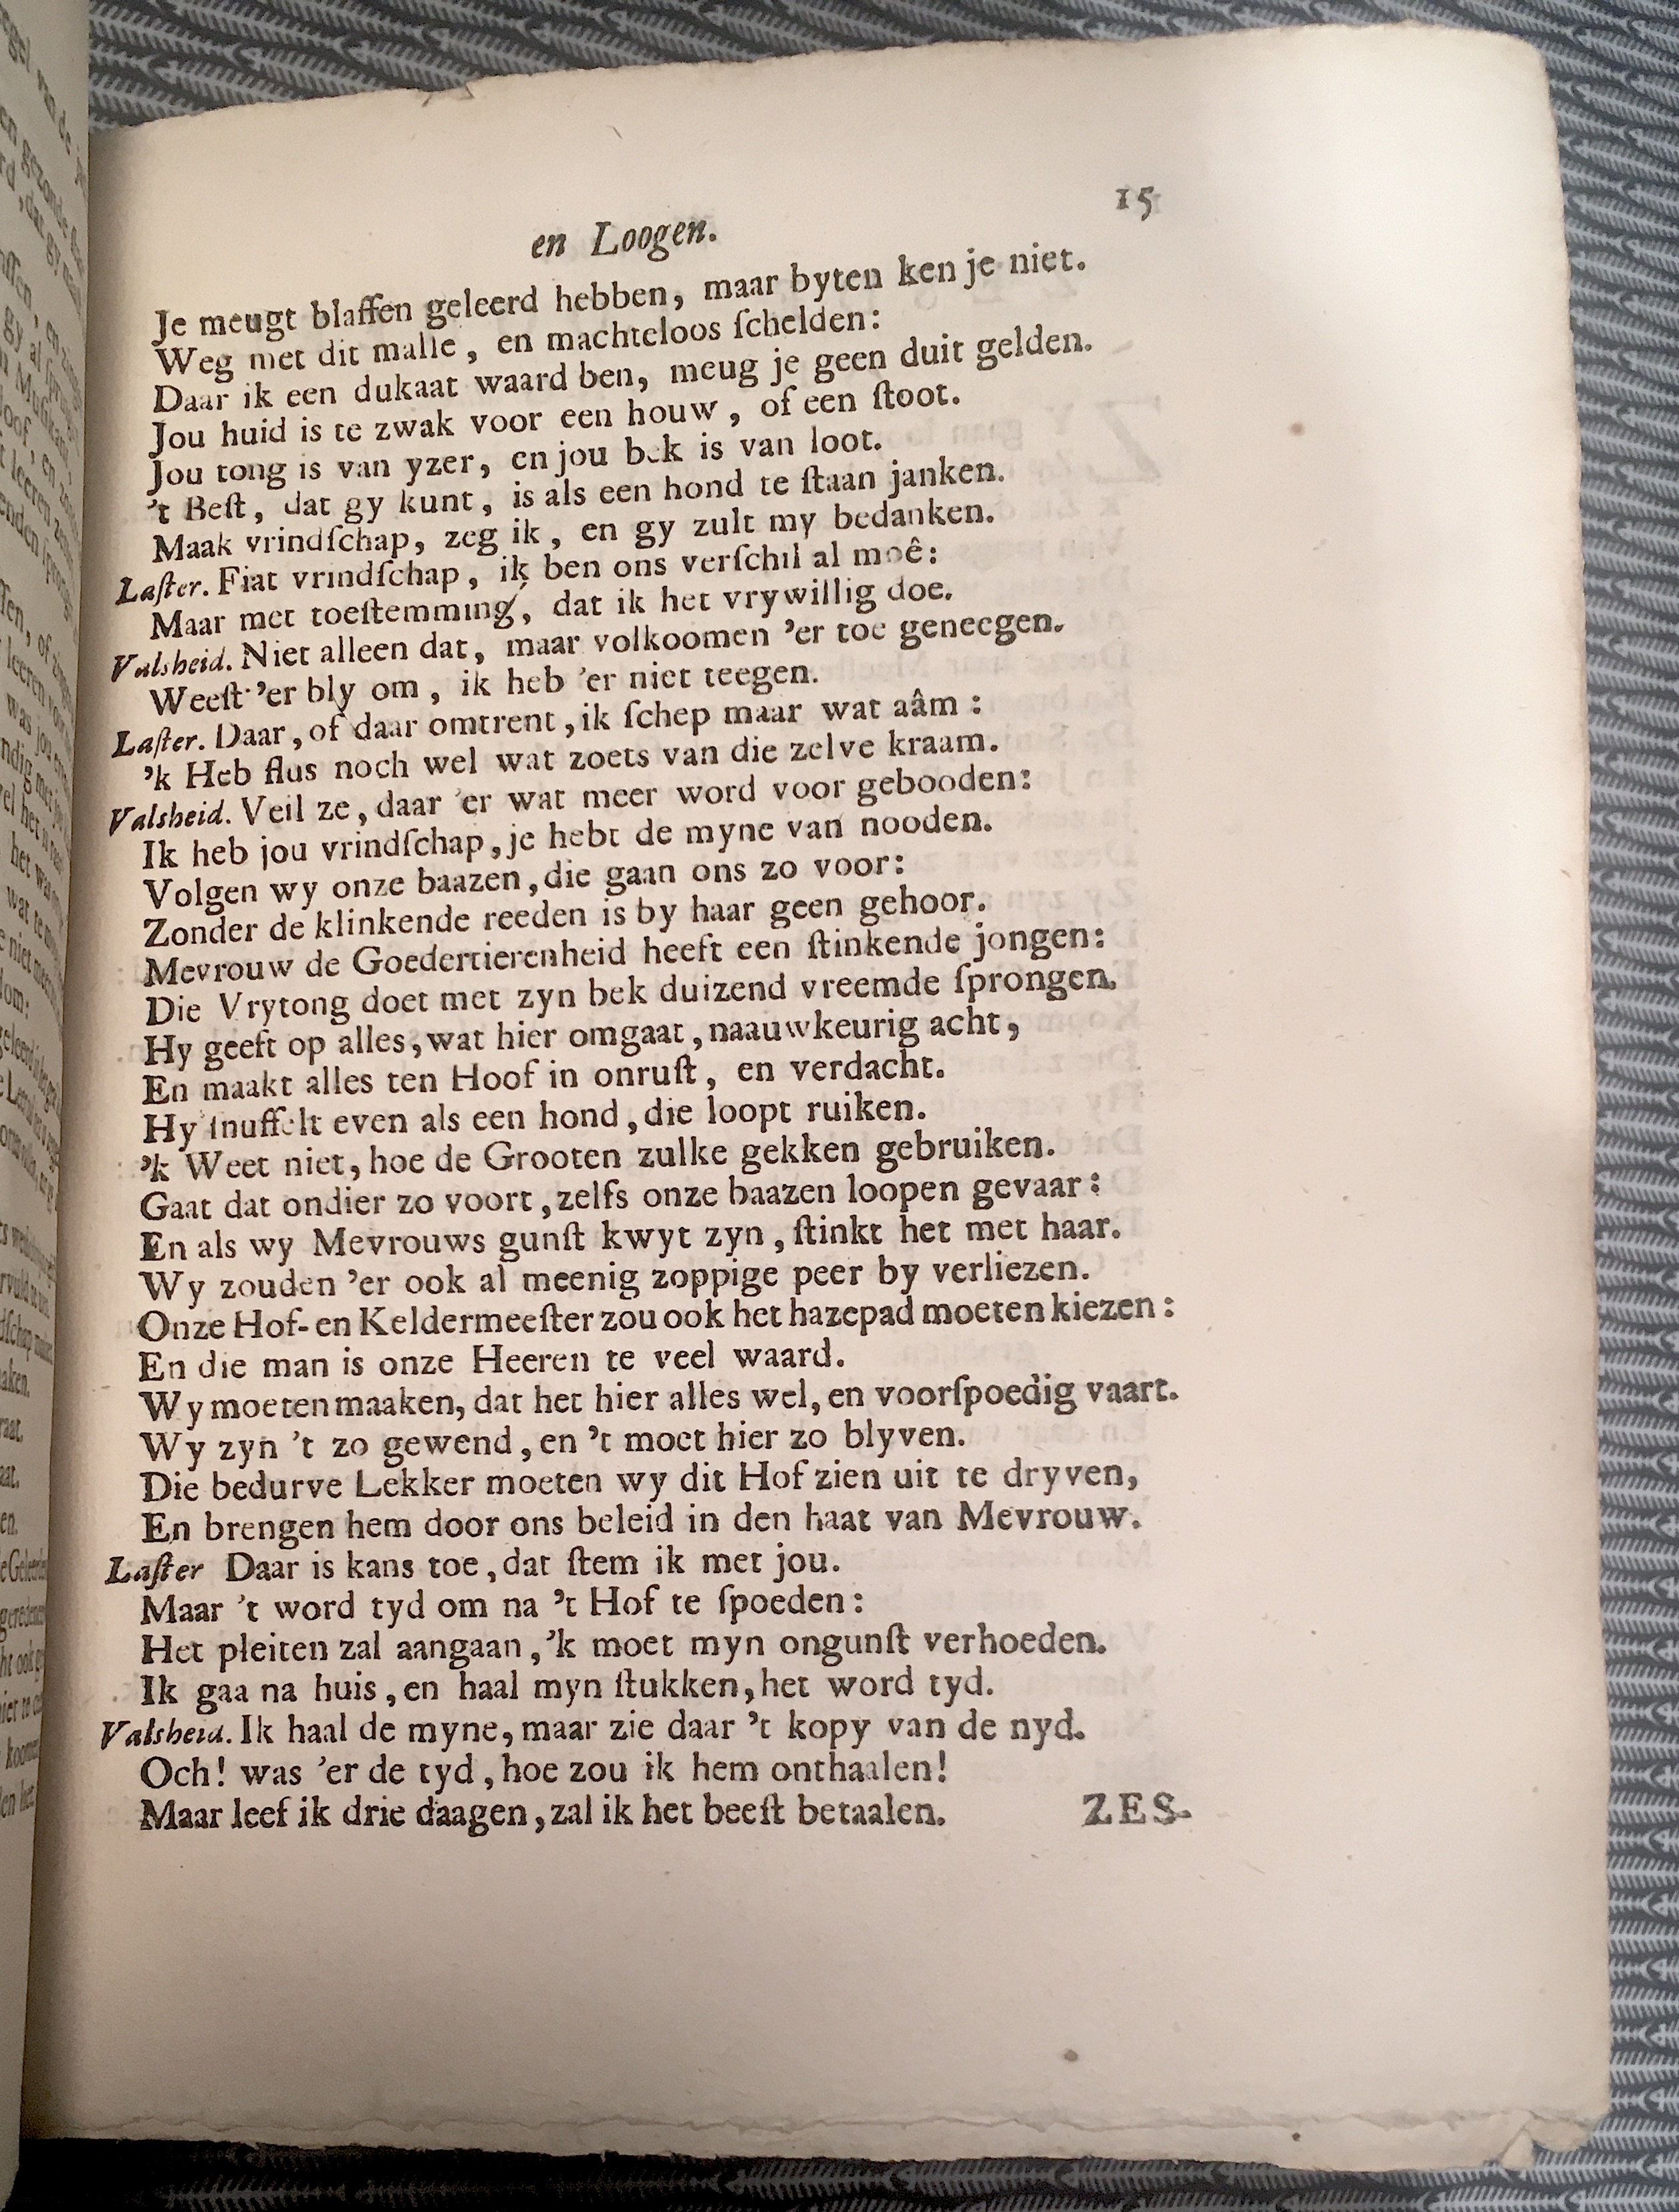 15
en Loogen.
Je meugt blaffen geleerd hebben, maar byten ken je niet.
Weg met dit malle, en machteloos ſchelden:
Daar ik een dukaat waard ben, meug je geen duit gelden.
Jou huid is te zwak voor een houw, of een ſtoot.
Jou tong is van yzer, en jou bek is van loot.
't Beſt, dat gy kunt, is als een hond te ſtaan janken.
Maak vrindſchap, zeg ik, en gy zult my bedanken.
Laſter. Fiat vrindſchap, ik ben ons verſchil al moê:
Maar met toeſtemming, dat ik het vrywillig doe.
Valsheid. Niet alleen dat, maar volkoomen 'er toe geneegen.
Weeſt 'er bly om, ik heb 'er niet teegen.
Laſter. Daar, of daar omtrent, ik ſchep maar wat aâm:
'k Heb flus noch wel wat zoets van die zelve kraam.
Valsheid. Veil ze, daar 'er wat meer word voor gebooden:
Ik heb jou vrindſchap, je hebt de myne van nooden.
Volgen wy onze baazen, die gaan ons zo voor:
Zonder de klinkende reeden is by haar geen gehoor.
Mevrouw de Goedertierenheid heeft een ſtinkende jongen:
Die Vrytong doet met zyn bek duizend vreemde ſprongen.
Hy geeft op alles, wat hier omgaat, naauwkeurig acht,
En maakt alles ten Hoof in onruſt, en verdacht.
Hy ſnuffelt even als een hond, die loopt ruiken.
'k Weet niet, hoe de Grooten zulke gekken gebruiken.
Gaat dat ondier zo voort, zelfs onze baazen loopen gevaar:
En als wy Mevrouws gunſt kwyt zyn, ſtinkt het met haar.
Wy zouden 'er ook al meenig zoppige peer by verliezen.
Onze Hof- en Keldermeeſter zou ook het hazepad moeten kiezen:
En die man is onze Heeren te veel waard.
Wy moeten maaken, dat het hier alles wel, en voorſpoedig vaart.
Wy zyn 't zo gewend, en 't moet hier zo blyven.
Die bedurve Lekker moeten wy dit Hof zien uit te dryven,
En brengen hem door ons beleid in den haat van Mevrouw.
Laſter Daar is kans toe, dat ſtem ik met jou.
Maar 't word tyd om na 't Hof te ſpoeden:
Het pleiten zal aangaan, 'k moet myn ongunſt verhoeden.
Ik gaa na huis, en haal myn ſtukken, het word tyd.
Valsheid. Ik haal de myne, maar zie daar 't kopy van de nyd.
Och! was 'er de tyd, hoe zou ik hem onthaalen!
Maar leef ik drie daagen, zal ik het beeſt betaalen.
ZES-